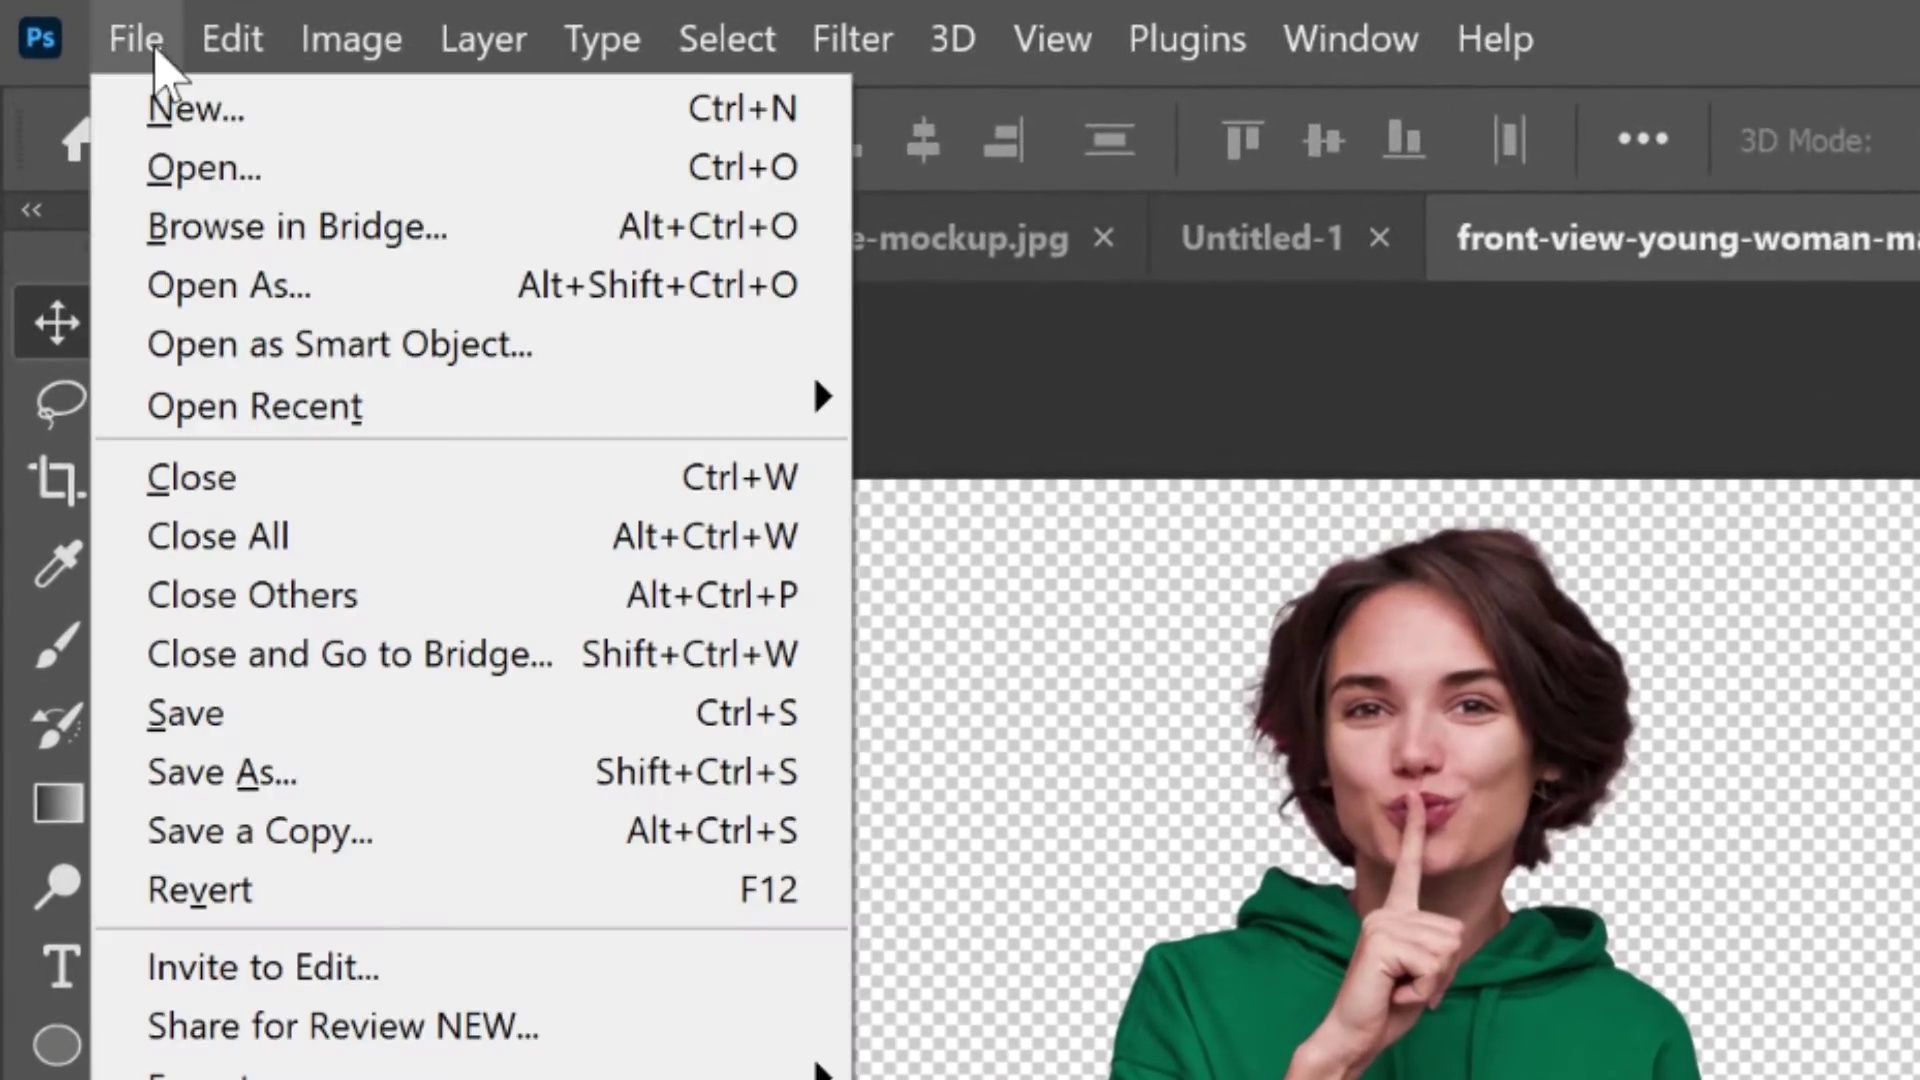 Ps File Edit Image Layer Type Select Filter 3D View Plugins Window Help
New... Ctrl+N
3D Mode:
Open... Ctrl+O
Browse in Bridge... Alt+Ctrl+O
e-mockup.jpg × Untitled-1 × front-view-young-woman-ma
Open As... Alt+Shift+Ctrl+O
Open as Smart Object...
Open Recent
Close Ctrl+W
Close All Alt+Ctrl+W
Close Others Alt+Ctrl+P
Close and Go to Bridge... Shift+Ctrl+W
Save Ctrl+S
Save As... Shift+Ctrl+S
Save a Copy... Alt+Ctrl+S
Revert F12
Invite to Edit...
Share for Review NEW...